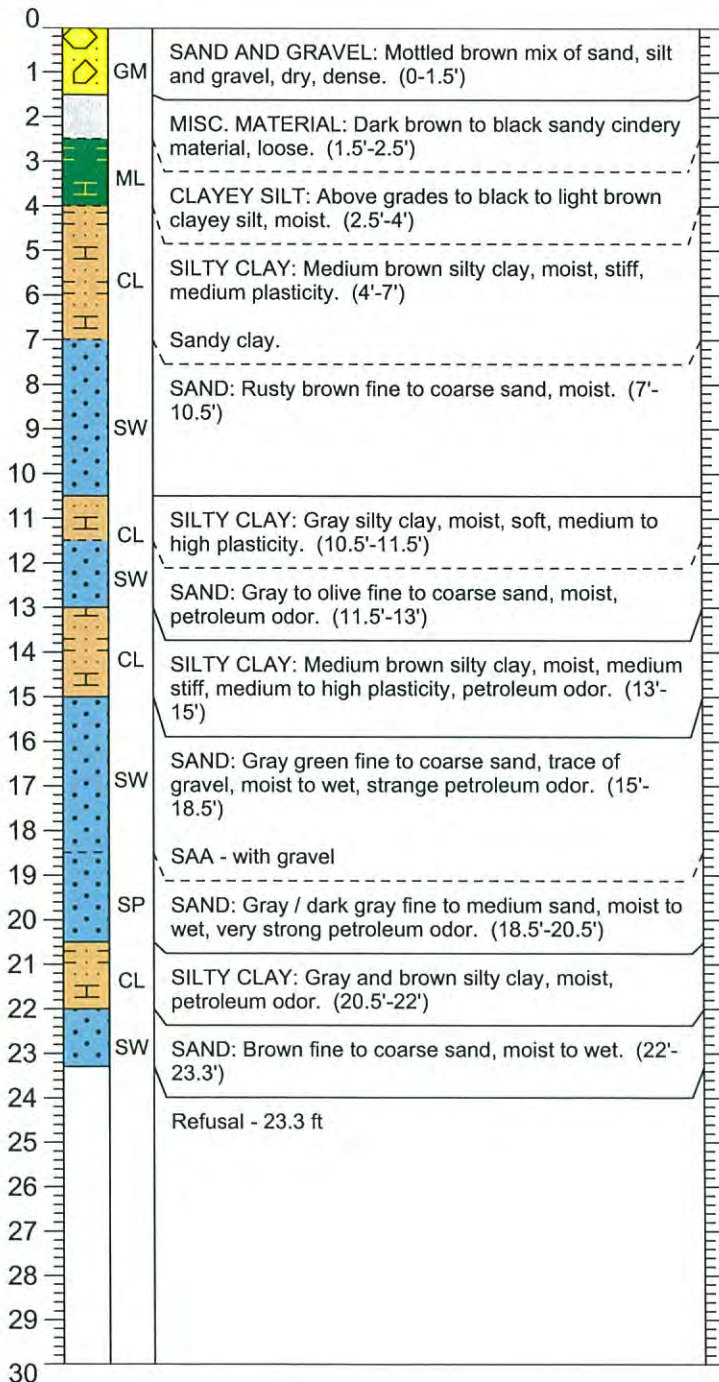 0
1
2
3
4
5
6
7
8
9
10
11
12
13
14
15
16
17
18
19
20
21
22
23
24
25
26
27
28
29
30
GM
ML
CL
SW
CL
SW
CL
SW
SP
CL
SW
SAND AND GRAVEL: Mottled brown mix of sand, silt
and gravel, dry, dense. (0-1.5')
MISC. MATERIAL: Dark brown to black sandy cindery
material, loose. (1.5'-2.5')
CLAYEY SILT: Above grades to black to light brown
clayey silt, moist. (2.5'-4')
SILTY CLAY: Medium brown silty clay, moist, stiff,
medium plasticity. (4'-7')
Sandy clay.
SAND: Rusty brown fine to coarse sand, moist. (7'-
10.5')
SILTY CLAY: Gray silty clay, moist, soft, medium to
high plasticity. (10.5'-11.5')
SAND: Gray to olive fine to coarse sand, moist,
petroleum odor. (11.5'-13')
SILTY CLAY: Medium brown silty clay, moist, medium
stiff, medium to high plasticity, petroleum odor. (13'-
15')
SAND: Gray green fine to coarse sand, trace of
gravel, moist to wet, strange petroleum odor. (15'-
18.5')
SAA - with gravel
SAND: Gray / dark gray fine to medium sand, moist to
wet, very strong petroleum odor. (18.5'-20.5')
SILTY CLAY: Gray and brown silty clay, moist,
petroleum odor. (20.5'-22')
SAND: Brown fine to coarse sand, moist to wet. (22'-
23.3')
Refusal - 23.3 ft